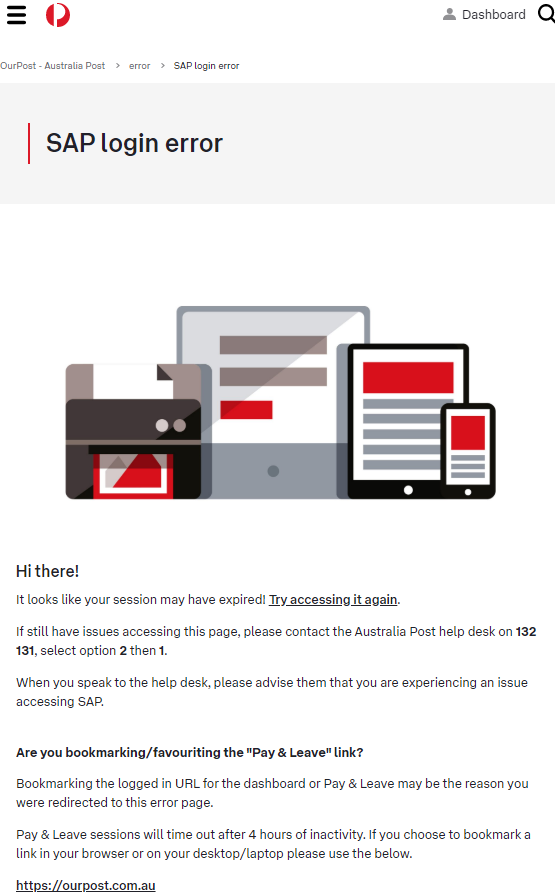 Dashboard
OurPost - Australia Post > error > SAP login error
SAP login error
Hi there!
It looks like your session may have expired! Try accessing it again.
If still have issues accessing this page, please contact the Australia Post help desk on 132
131, select option 2 then 1.
When you speak to the help desk, please advise them that you are experiencing an issue
accessing SAP.
Are you bookmarking/favouriting the "Pay & Leave" link?
Bookmarking the logged in URL for the dashboard or Pay & Leave may be the reason you
were redirected to this error page.
Pay & Leave sessions will time out after 4 hours of inactivity. If you choose to bookmark a
link in your browser or on your desktop/laptop please use the below.
https://ourpost.com.au